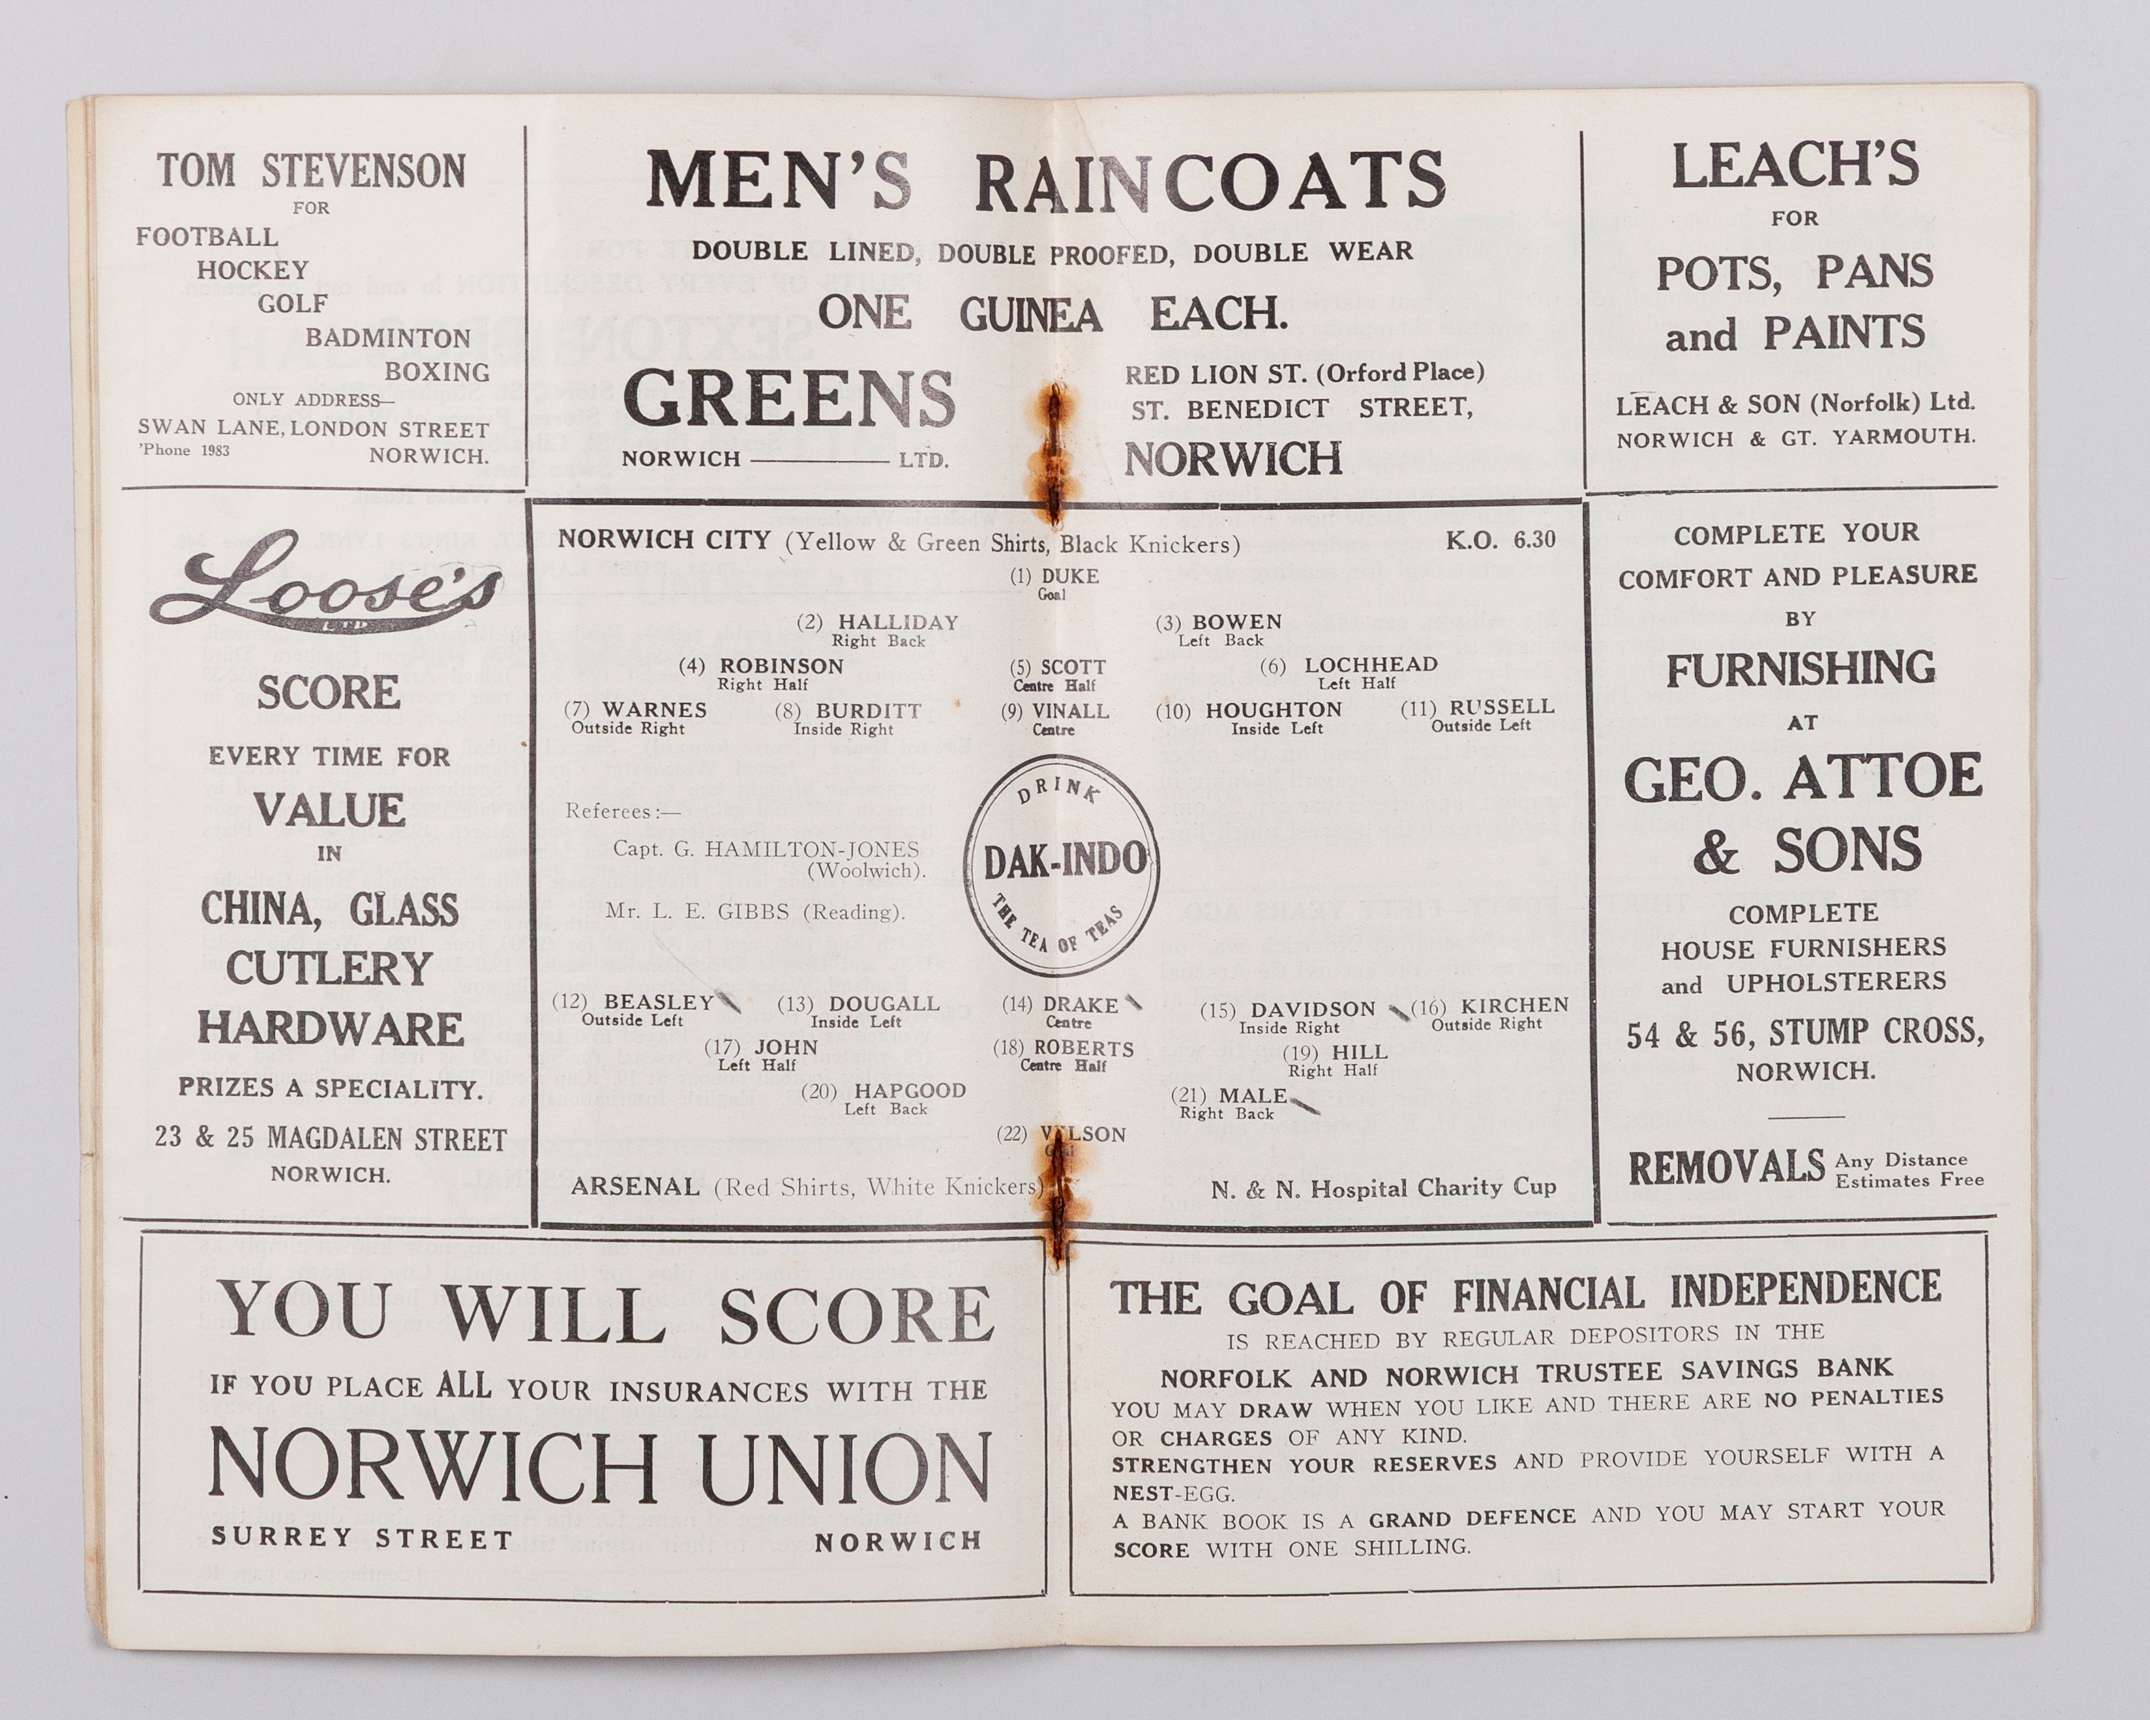 TOM STEVENSON
FOR
FOOTBALL
HOCKEY
GOLF
BADMINTON
BOXING
ONLY ADDRESS—
SWAN LANE, LONDON STREET
'Phone 1983 NORWICH.
MEN'S RAINCOATS
DOUBLE LINED, DOUBLE PROOFED, DOUBLE WEAR
ONE GUINEA EACH.
GREENS
NORWICH ——— LTD.
RED LION ST. (Orford Place)
ST. BENEDICT STREET,
NORWICH
LEACH'S
FOR
POTS, PANS
and PAINTS
LEACH & SON (Norfolk) Ltd.
NORWICH & GT. YARMOUTH.
Loose's
LTD
SCORE
EVERY TIME FOR
VALUE
IN
CHINA, GLASS
CUTLERY
HARDWARE
PRIZES A SPECIALITY.
23 & 25 MAGDALEN STREET
NORWICH.
NORWICH CITY (Yellow & Green Shirts, Black Knickers) K.O. 6.30
(1) DUKE
Goal
(2) HALLIDAY (3) BOWEN
Right Back Left Back
(4) ROBINSON (5) SCOTT (6) LOCHHEAD
Right Half Centre Half Left Half
(7) WARNES (8) BURDITT (9) VINALL (10) HOUGHTON (11) RUSSELL
Outside Right Inside Right Centre Inside Left Outside Left
Referees:—
Capt. G. HAMILTON-JONES
(Woolwich).
Mr. L. E. GIBBS (Reading).
DRINK
DAK-INDO
THE TEA OF TEAS
(12) BEASLEY (13) DOUGALL (14) DRAKE (15) DAVIDSON (16) KIRCHEN
Outside Left Inside Left Centre Inside Right Outside Right
(17) JOHN (18) ROBERTS (19) HILL
Left Half Centre Half Right Half
(20) HAPGOOD (21) MALE
Left Back Right Back
(22)
ARSENAL (Red Shirts, White Knickers) N. & N. Hospital Charity Cup
COMPLETE YOUR
COMFORT AND PLEASURE
BY
FURNISHING
AT
GEO. ATTOE
& SONS
COMPLETE
HOUSE FURNISHERS
and UPHOLSTERERS
54 & 56, STUMP CROSS,
NORWICH.
REMOVALS Any Distance
Estimates Free
YOU WILL SCORE
IF YOU PLACE ALL YOUR INSURANCES WITH THE
NORWICH UNION
SURREY STREET NORWICH
THE GOAL OF FINANCIAL INDEPENDENCE
IS REACHED BY REGULAR DEPOSITORS IN THE
NORFOLK AND NORWICH TRUSTEE SAVINGS BANK
YOU MAY DRAW WHEN YOU LIKE AND THERE ARE NO PENALTIES
OR CHARGES OF ANY KIND.
STRENGTHEN YOUR RESERVES AND PROVIDE YOURSELF WITH A
NEST-EGG.
A BANK BOOK IS A GRAND DEFENCE AND YOU MAY START YOUR
SCORE WITH ONE SHILLING.